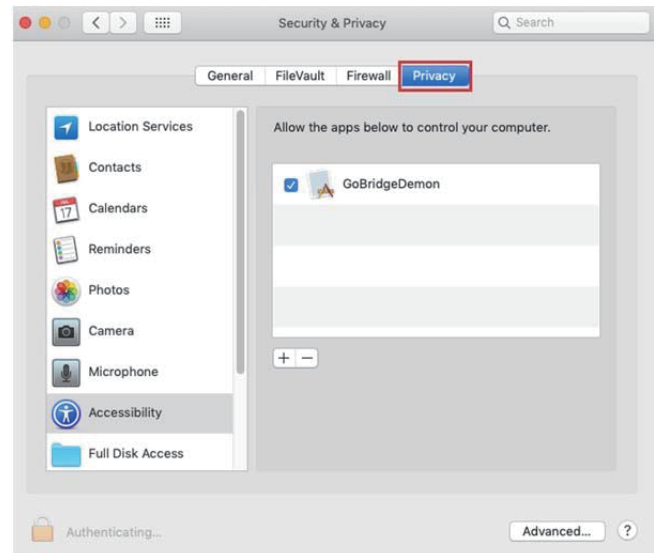 Security & Privacy
Search
General FileVault Firewall Privacy
Location Services
Contacts
Calendars
Reminders
Photos
Camera
Microphone
Accessibility
Full Disk Access
Allow the apps below to control your computer.
GoBridgeDemon
+ −
Authenticating...
Advanced... ?
17